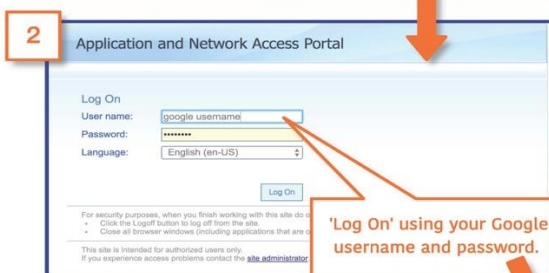 2
Application and Network Access Portal
Log On
User name: google username
Password: ••••••••
Language: English (en-US)
Log On
For security purposes, when you finish working with this site do
• Click the Logoff button to log off from the site.
• Close all browser windows (including applications that are
This site is intended for authorized users only.
If you experience access problems contact the site administrator
'Log On' using your Google
username and password.